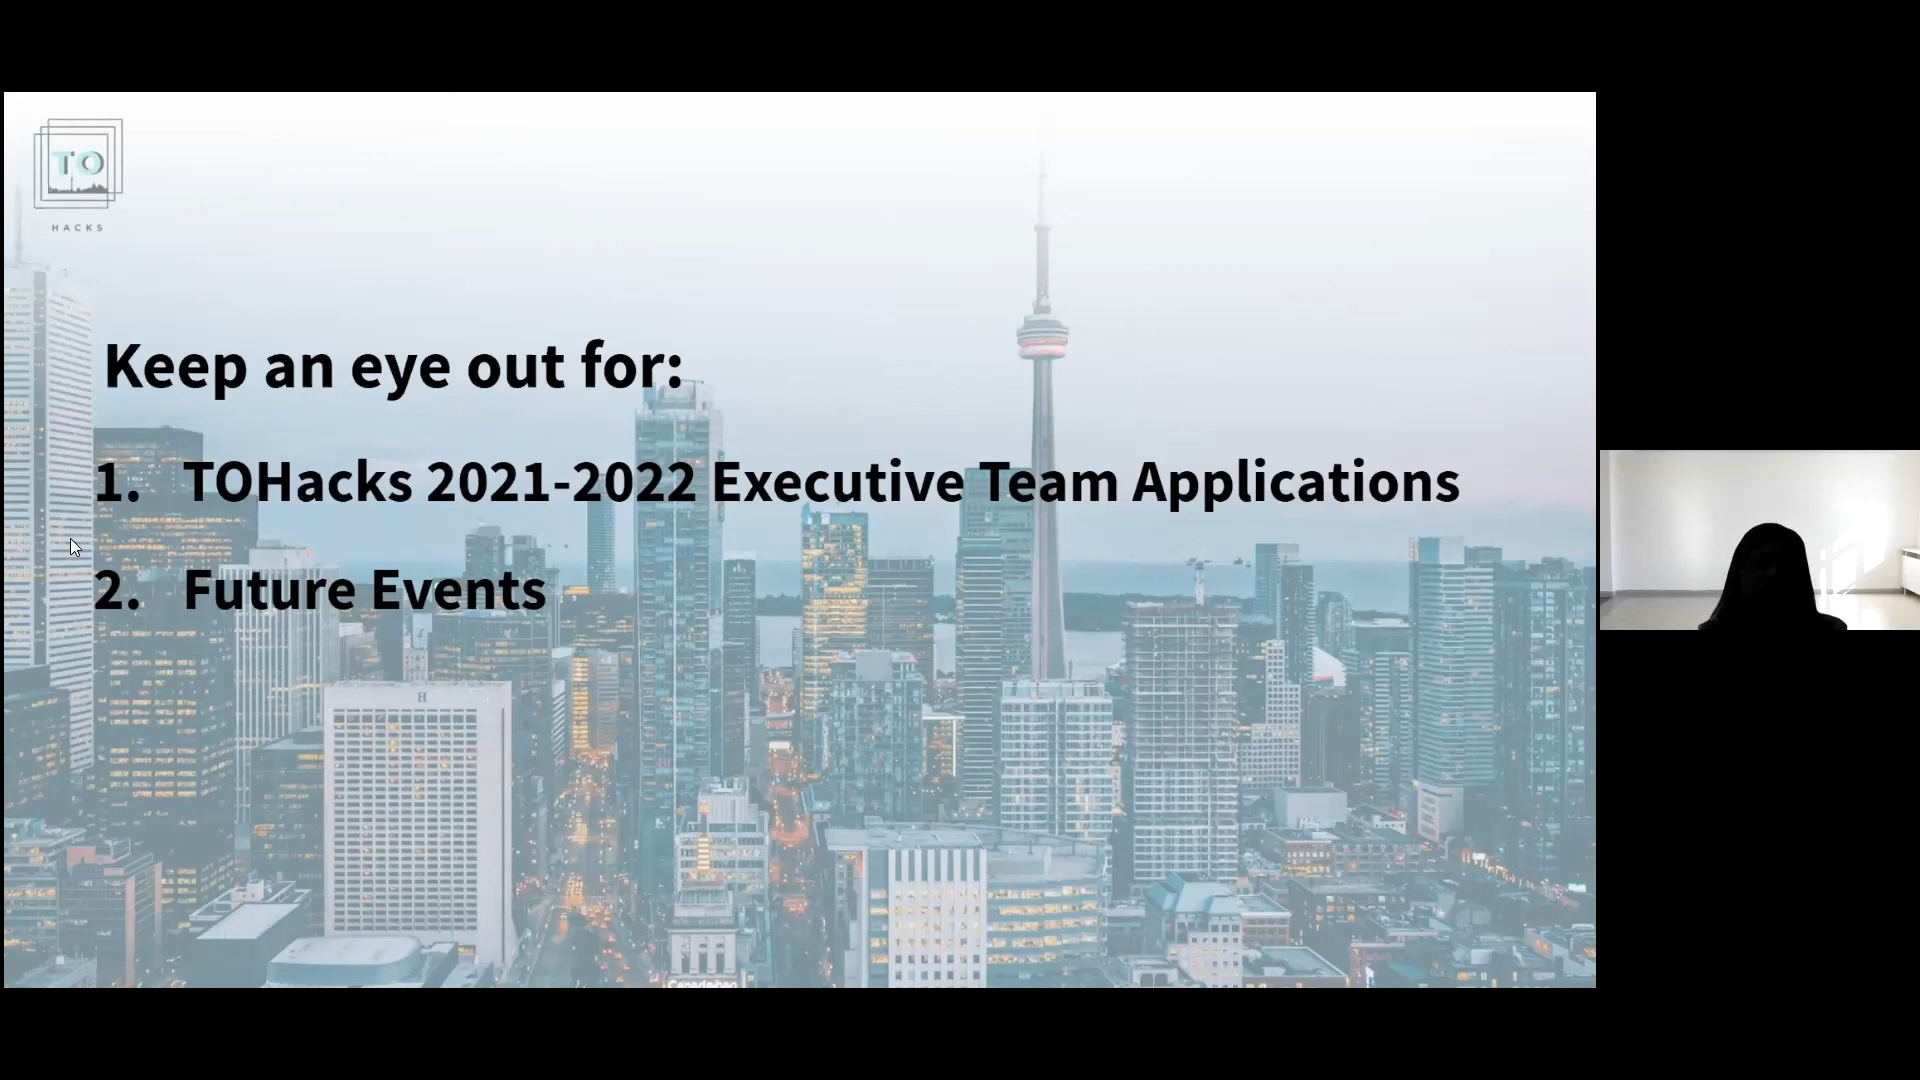 TO
HACKS
Keep an eye out for:
1. TOHacks 2021-2022 Executive Team Applications
2. Future Events
H